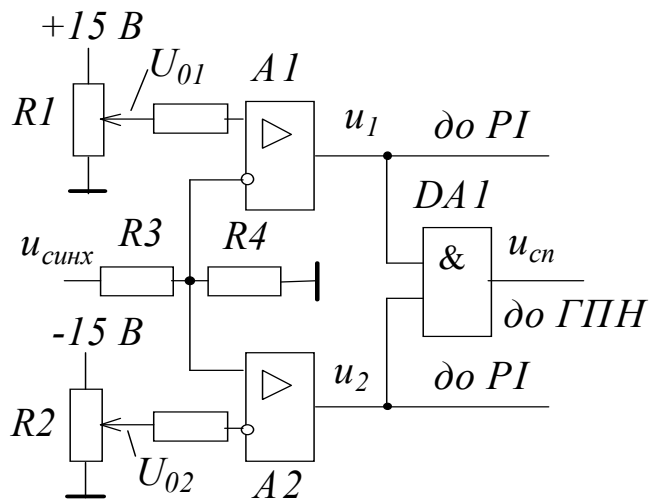 +15 В
U01
A1
R1
u1
до РІ
DA1
uсинх
R3
R4
&
uсп
до ГПН
-15 В
u2
до РІ
R2
U02
A2